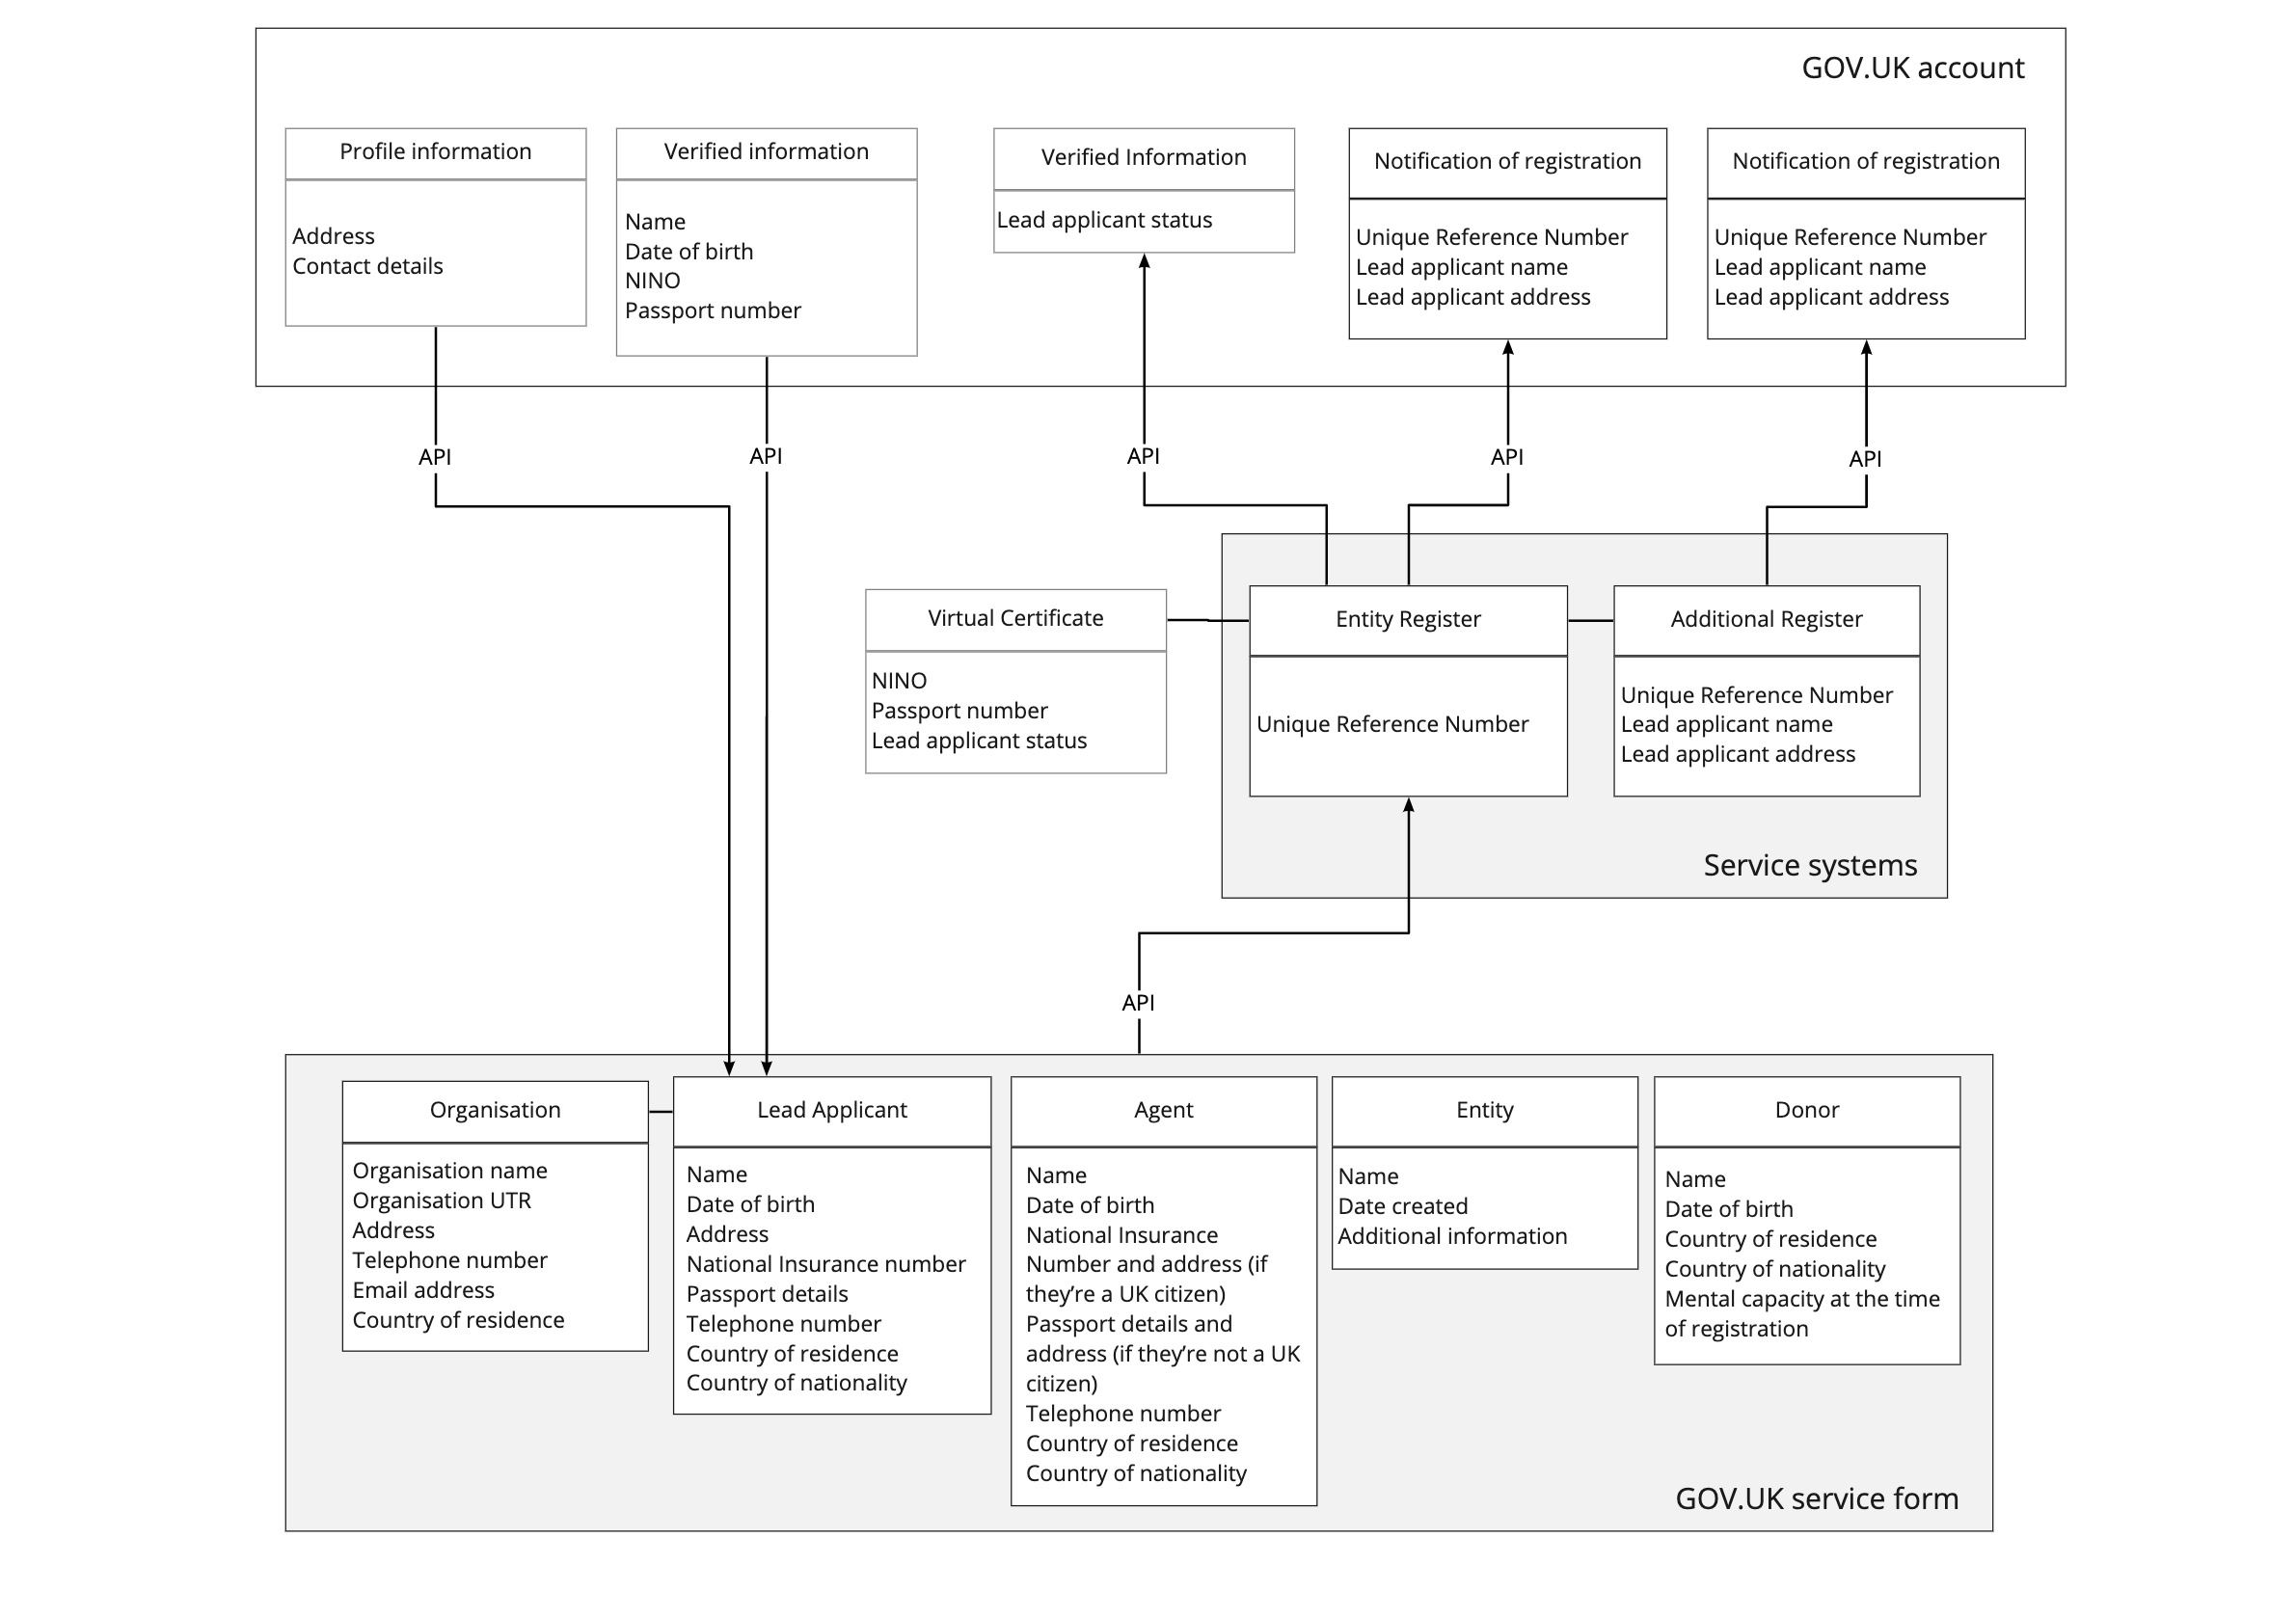 GOV.UK account
Profile information
Address
Contact details
Verified information
Name
Date of birth
NINO
Passport number
Verified Information
Lead applicant status
Notification of registration
Unique Reference Number
Lead applicant name
Lead applicant address
Notification of registration
Unique Reference Number
Lead applicant name
Lead applicant address
API
API
API
API
API
Virtual Certificate
NINO
Passport number
Lead applicant status
Entity Register
Unique Reference Number
Additional Register
Unique Reference Number
Lead applicant name
Lead applicant address
Service systems
API
Organisation
Organisation name
Organisation UTR
Address
Telephone number
Email address
Country of residence
Lead Applicant
Name
Date of birth
Address
National Insurance number
Passport details
Telephone number
Country of residence
Country of nationality
Agent
Name
Date of birth
National Insurance
Number and address (if
they’re a UK citizen)
Passport details and
address (if they’re not a UK
citizen)
Telephone number
Country of residence
Country of nationality
Entity
Name
Date created
Additional information
Donor
Name
Date of birth
Country of residence
Country of nationality
Mental capacity at the time
of registration
GOV.UK service form